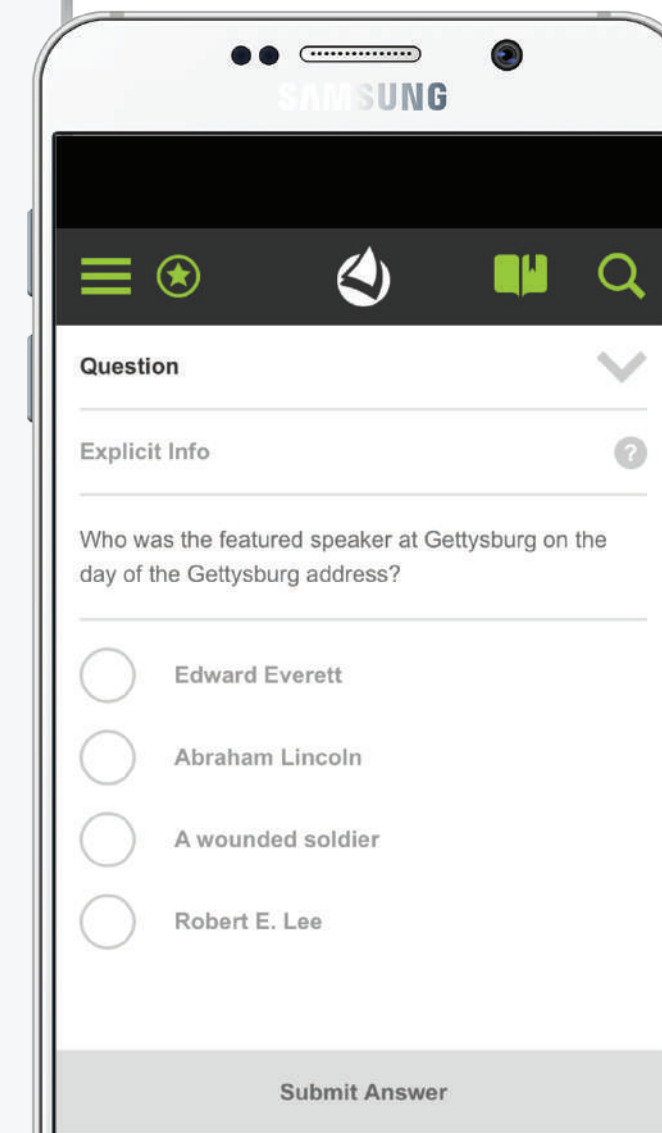 SAMSUNG
Question
Explicit Info
?
Who was the featured speaker at Gettysburg on the
day of the Gettysburg address?
Edward Everett
Abraham Lincoln
A wounded soldier
Robert E. Lee
Submit Answer